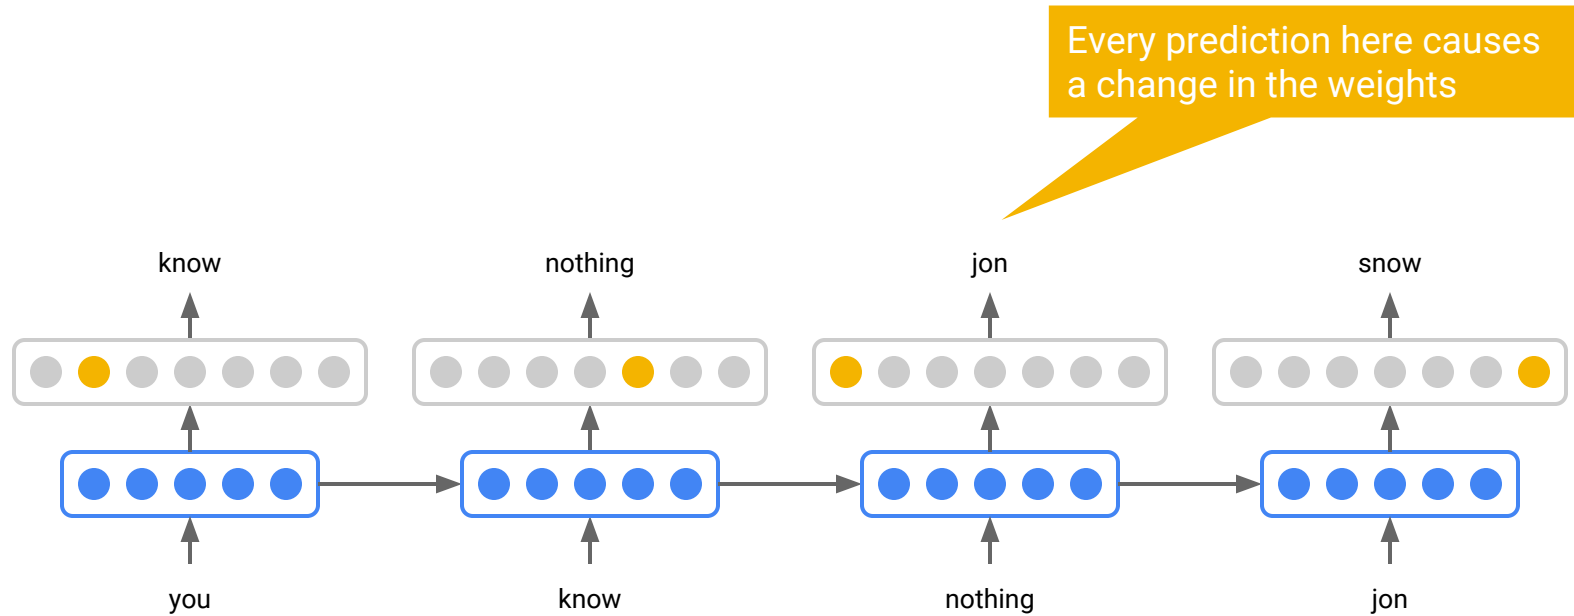 Every prediction here causes
a change in the weights
know nothing jon snow
you know nothing jon